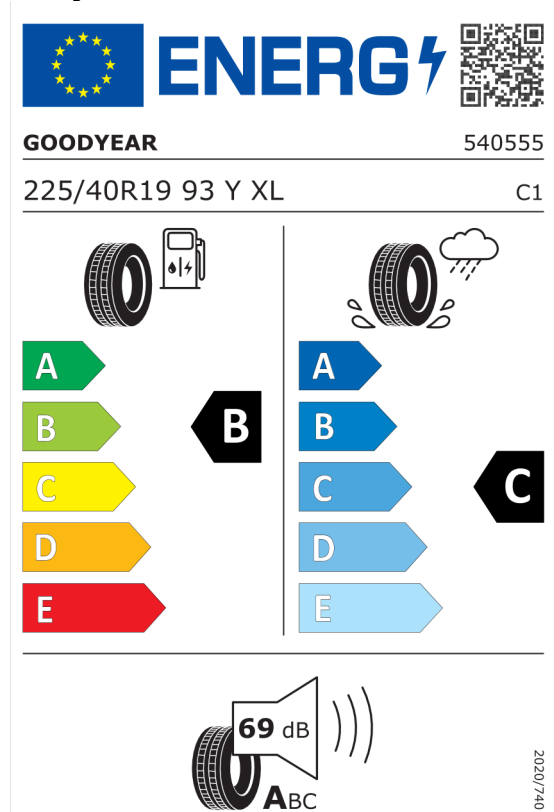 ENERG
GOODYEAR 540555
225/40R19 93 Y XL C1
A A
B B B
C C C
D D
E E
69 dB
ABC
2020/740